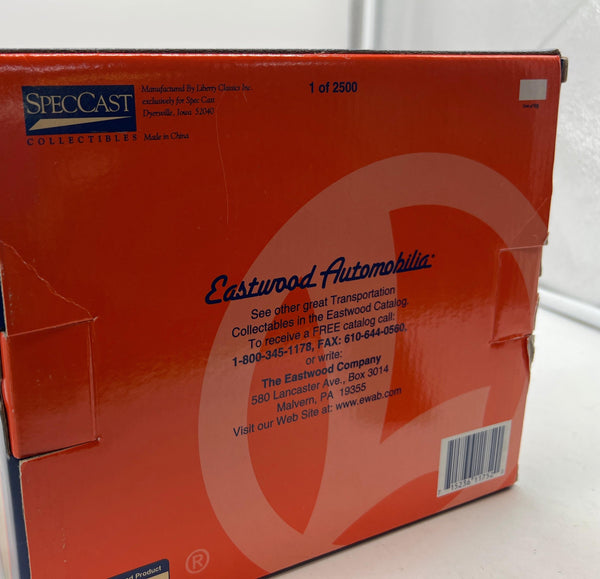 SPECCAST
COLLECTIBLES
Manufactured By Liberty Classics Inc.
exclusively for Spec Cast
Dyersville, Iowa 52040
Made in China
1 of 2500
Eastwood Automobilia®
See other great Transportation
Collectables in the Eastwood Catalog.
To receive a FREE catalog call:
1-800-345-1178, FAX: 610-644-0560.
or write:
The Eastwood Company
580 Lancaster Ave., Box 3014
Malvern, PA 19355
Visit our Web Site at: www.ewab.com
®
Product